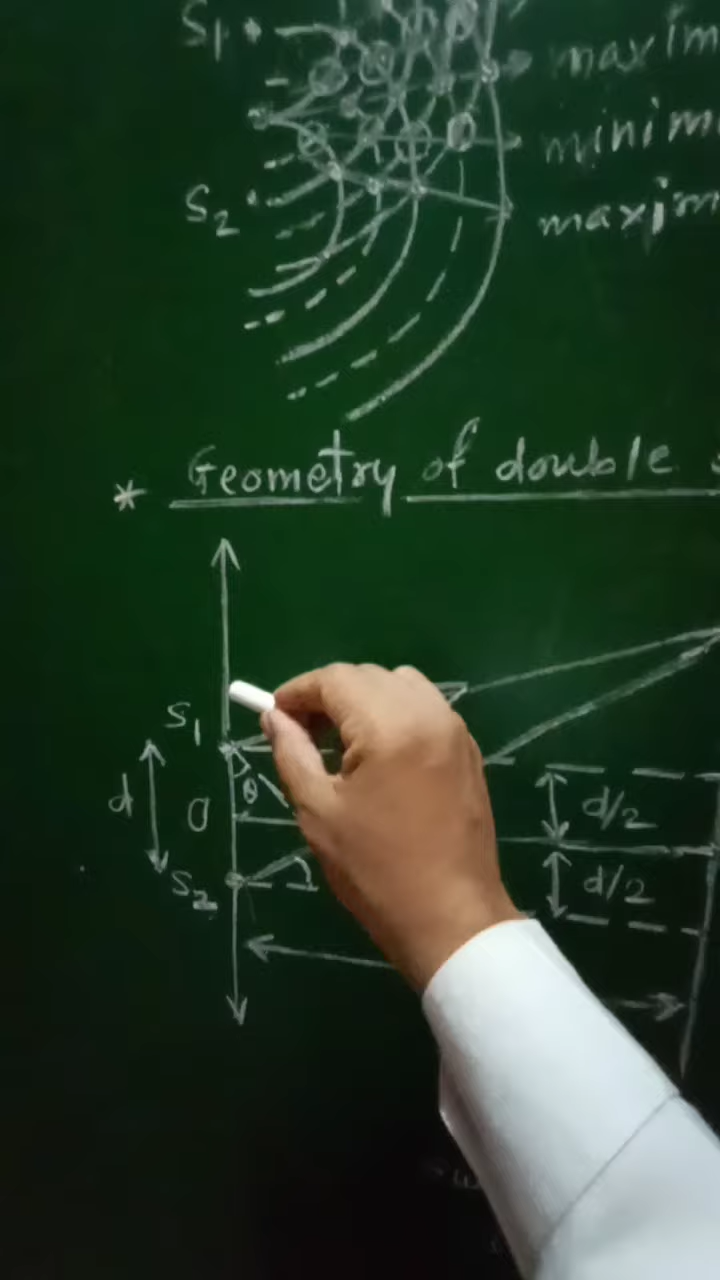 S₁
maxim
minim
S₂
maxim
* Geometry of double
S₁
d
θ
d/2
O
S₂
d/2